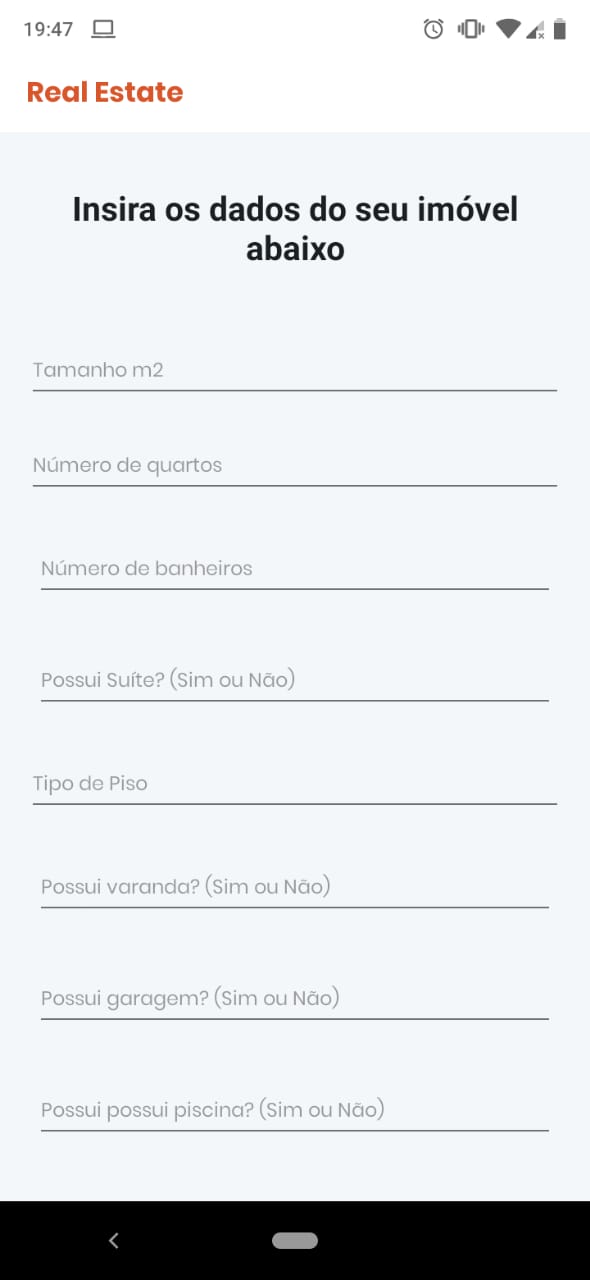 19:47
Real Estate
Insira os dados do seu imóvel
abaixo
Tamanho m2
Número de quartos
Número de banheiros
Possui Suíte? (Sim ou Não)
Tipo de Piso
Possui varanda? (Sim ou Não)
Possui garagem? (Sim ou Não)
Possui possui piscina? (Sim ou Não)